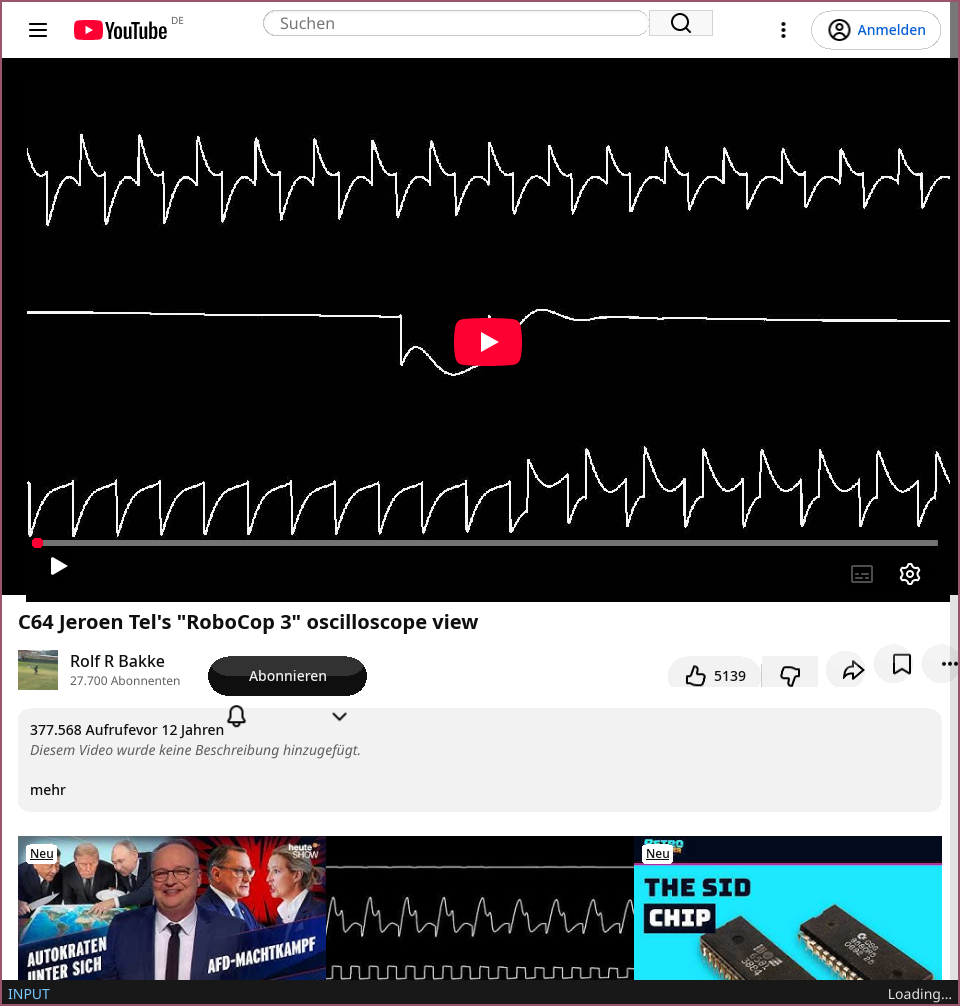 YouTube DE
Suchen
Anmelden
C64 Jeroen Tel's "RoboCop 3" oscilloscope view
Rolf R Bakke
27.700 Abonnenten
Abonnieren
5139
377.568 Aufrufevor 12 Jahren
Diesem Video wurde keine Beschreibung hinzugefügt.
mehr
Neu
heute
SHOW
AUTOKRATEN
UNTER SICH
AFD-MACHTKAMPF
Neu
THE SID
CHIP
INPUT
Loading...